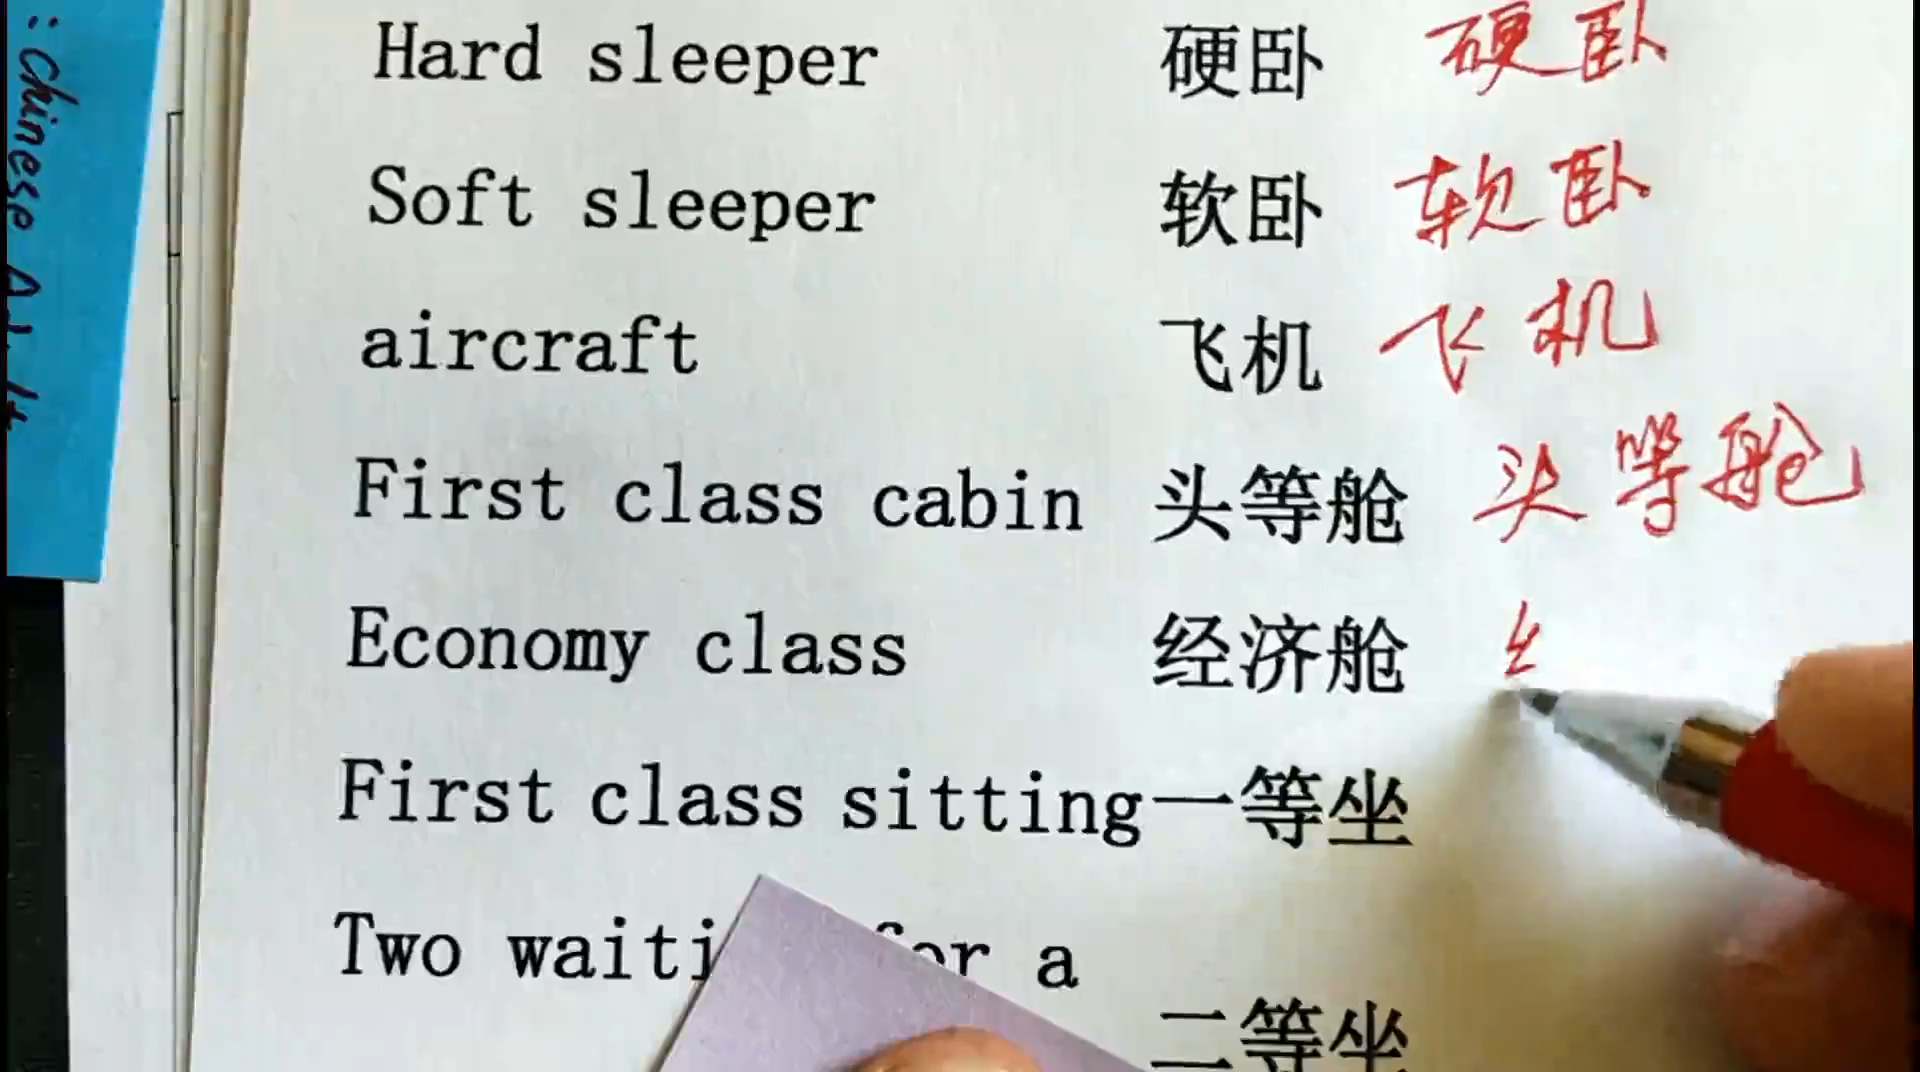 : Chinese
Hard sleeper 硬卧 硬卧
Soft sleeper 软卧 软卧
aircraft 飞机 飞机
First class cabin 头等舱 头等舱
Economy class 经济舱 纟
First class sitting 一等坐
Two for a
二等坐